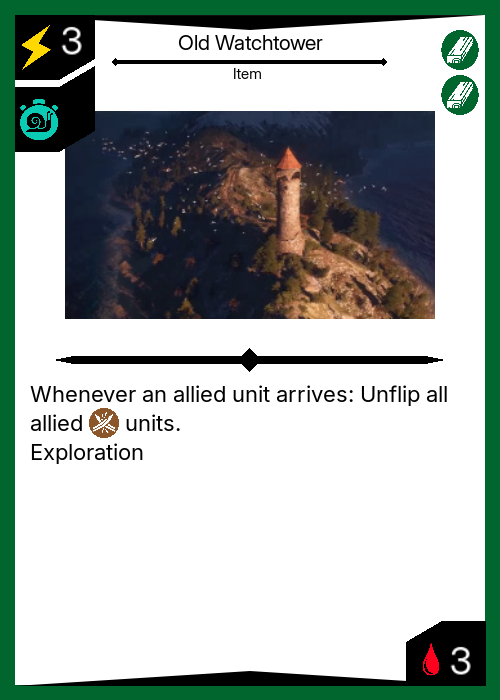 3
Old Watchtower
Item
Whenever an allied unit arrives: Unflip all
allied units.
Exploration
3